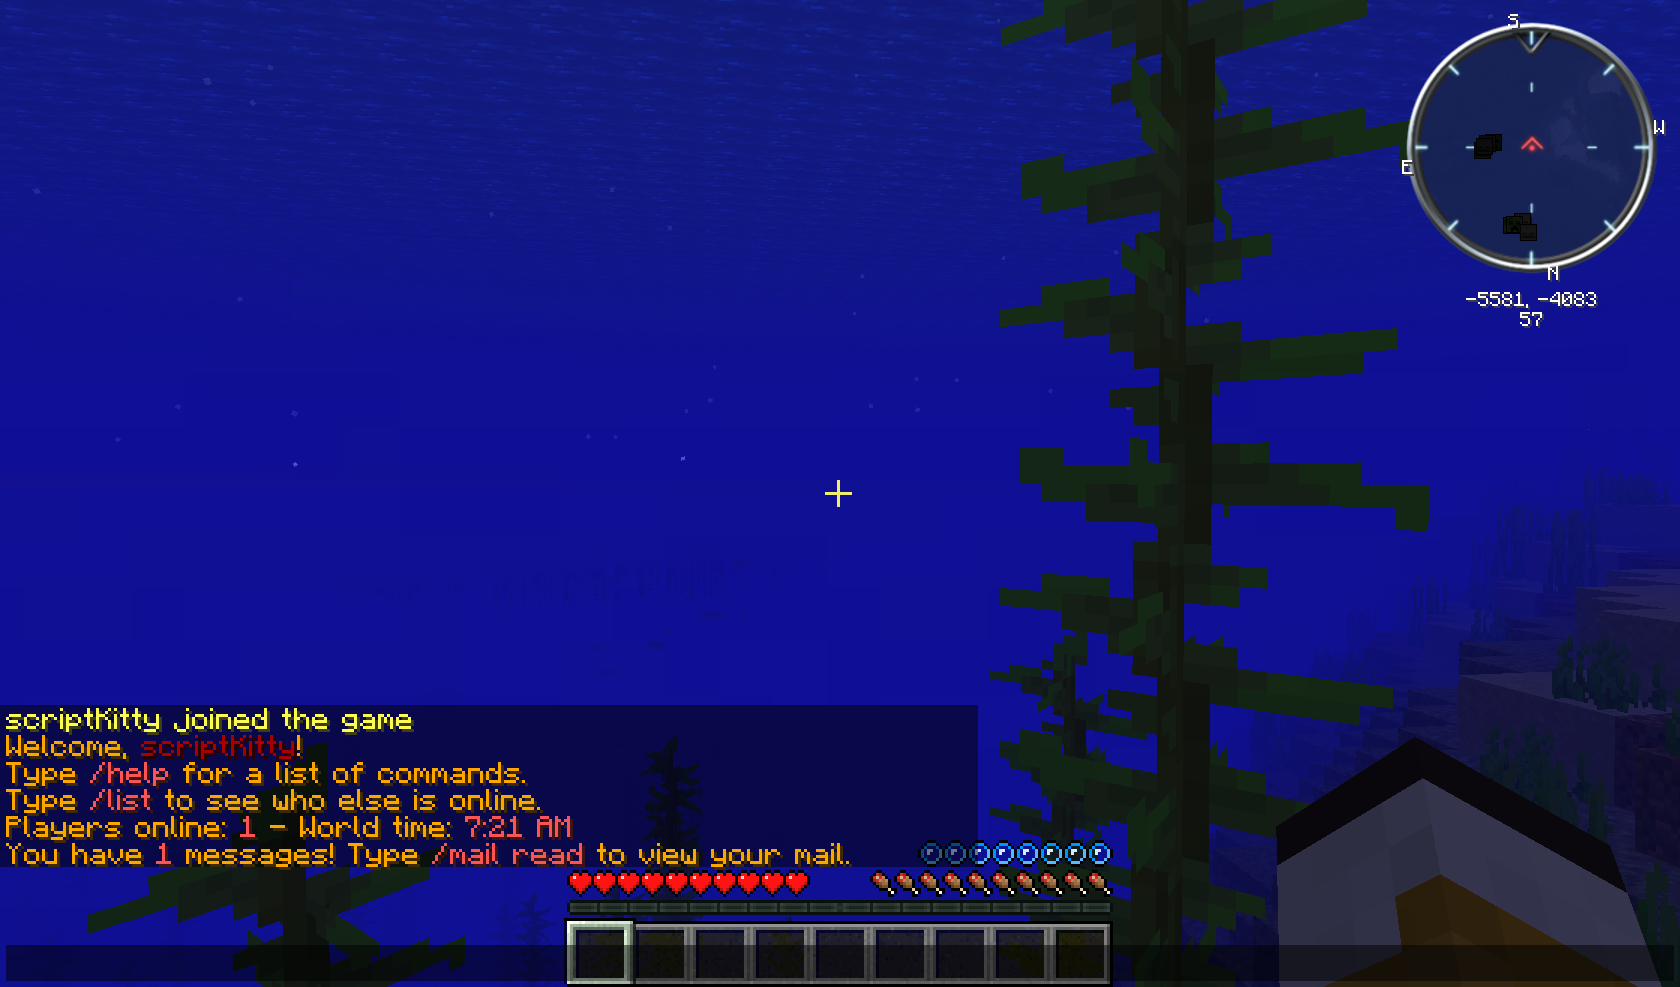 S
W
E
N
-5581, -4083
57
scriptKitty joined the game
Welcome, scriptKitty!
Type /help for a list of commands.
Type /list to see who else is online.
Players online: 1 - World time: 7:21 AM
You have 1 messages! Type /mail read to view your mail.